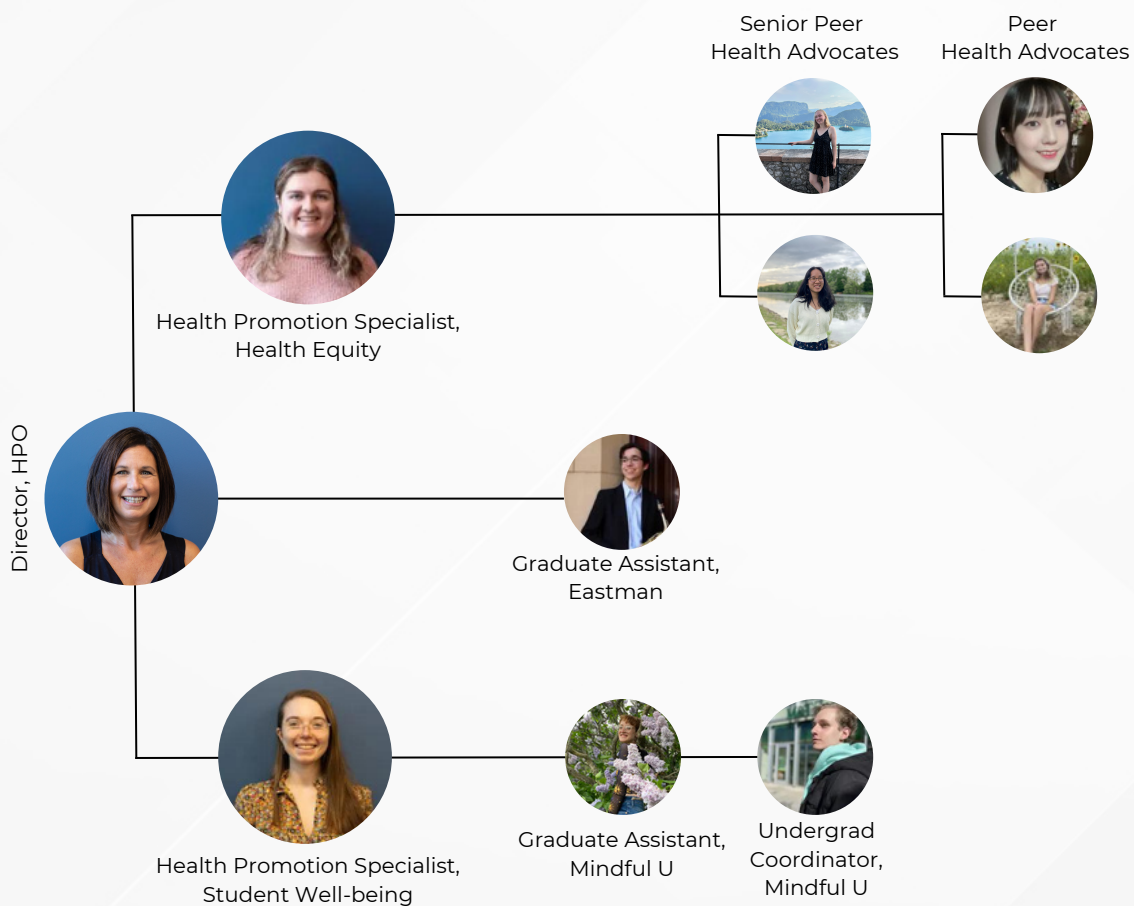 Senior Peer
Health Advocates
Peer
Health Advocates
Health Promotion Specialist,
Health Equity
Director, HPO
Graduate Assistant,
Eastman
Health Promotion Specialist,
Student Well-being
Graduate Assistant,
Mindful U
Undergrad
Coordinator,
Mindful U